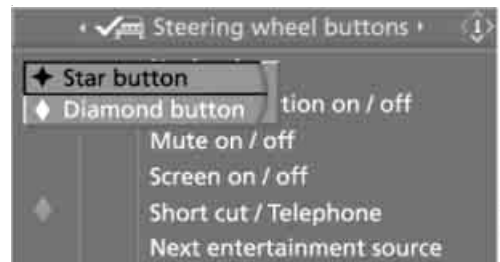 Steering wheel buttons
Star button
Diamond button
tion on / off
Mute on / off
Screen on / off
Short cut / Telephone
Next entertainment source